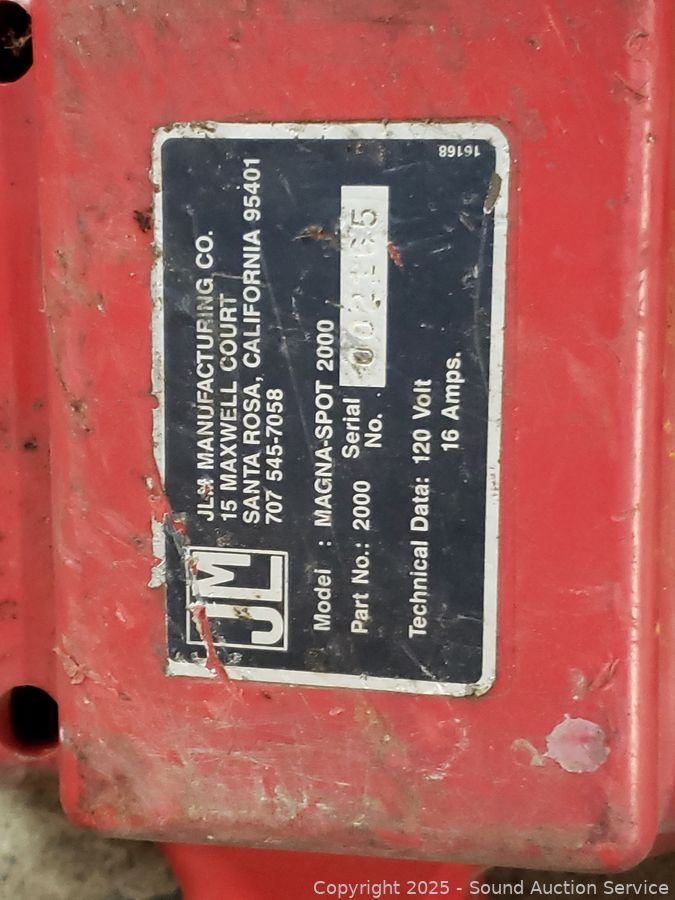 JLM MANUFACTURING CO.
15 MAXWELL COURT
SANTA ROSA, CALIFORNIA 95401
707 545-7058
JLM
Model : MAGNA-SPOT 2000
Part No.: 2000 Serial No.
Technical Data: 120 Volt
16 Amps.
16168
Copyright 2025 - Sound Auction Service